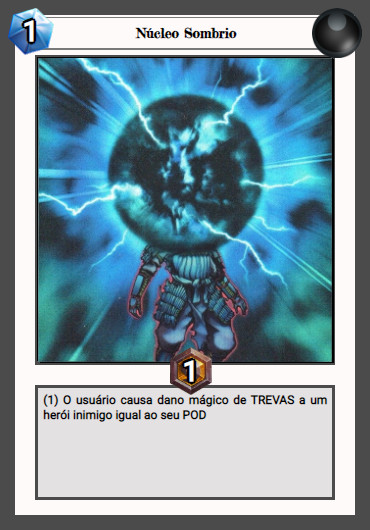 1
Núcleo Sombrio
1
(1) O usuário causa dano mágico de TREVAS a um
herói inimigo igual ao seu POD